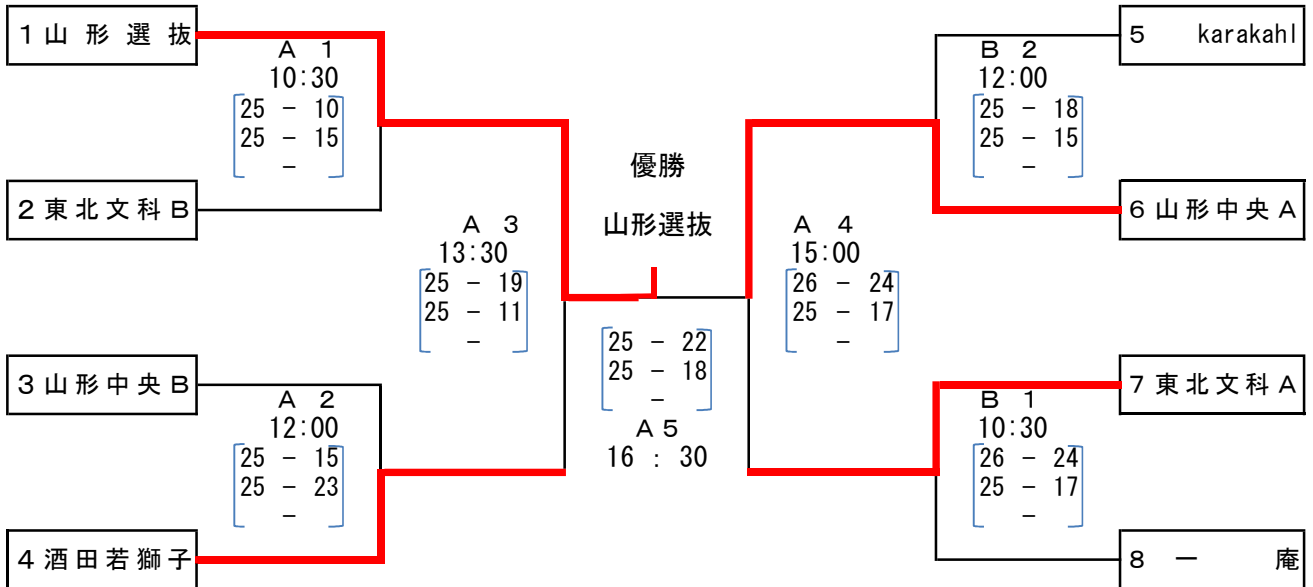 1 山 形 選 抜
A 1
10:30
25 - 10
25 - 15
-
2 東 北 文 科 B
A 3
13:30
25 - 19
25 - 11
-
3 山 形 中 央 B
A 2
12:00
25 - 15
25 - 23
-
4 酒 田 若 獅 子
優勝
山形選抜
25 - 22
25 - 18
-
A 5
16 : 30
5 karakahl
B 2
12:00
25 - 18
25 - 15
-
6 山 形 中 央 A
A 4
15:00
26 - 24
25 - 17
-
7 東 北 文 科 A
B 1
10:30
26 - 24
25 - 17
-
8 一 庵